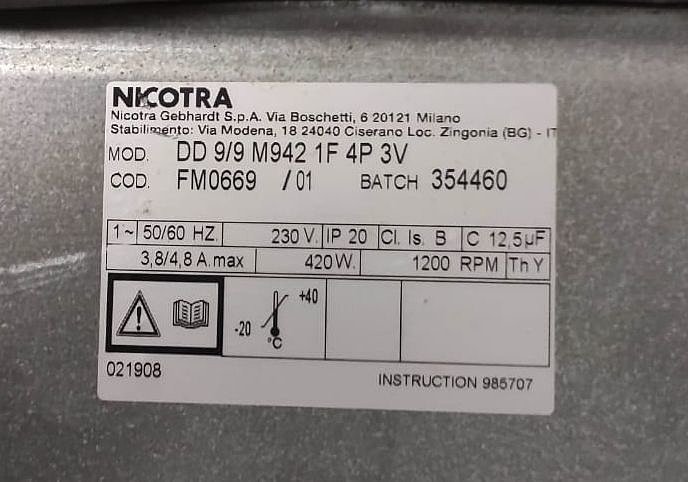 NICOTRA
Nicotra Gebhardt S.p.A. Via Boschetti, 6 20121 Milano
Stabilimento: Via Modena, 18 24040 Ciserano Loc. Zingonia (BG) - IT
MOD. DD 9/9 M942 1F 4P 3V
COD. FM0669 /01 BATCH 354460
1~ 50/60 HZ. 230 V. IP 20 Cl. Is. B C 12,5µF
3,8/4,8 A. max 420W. 1200 RPM Th Y
-20 +40
°C
021908
INSTRUCTION 985707